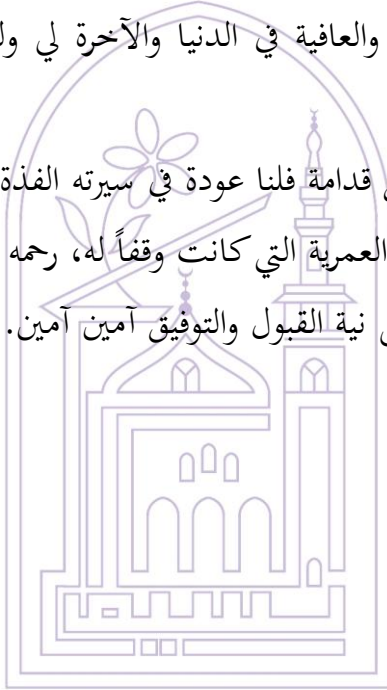 والعافية في الدنيا والآخرة لي ول
قدامة فلنا عودة في سيرته الفذة
العمرية التي كانت وقفاً له، رحمه
نية القبول والتوفيق آمين آمين.